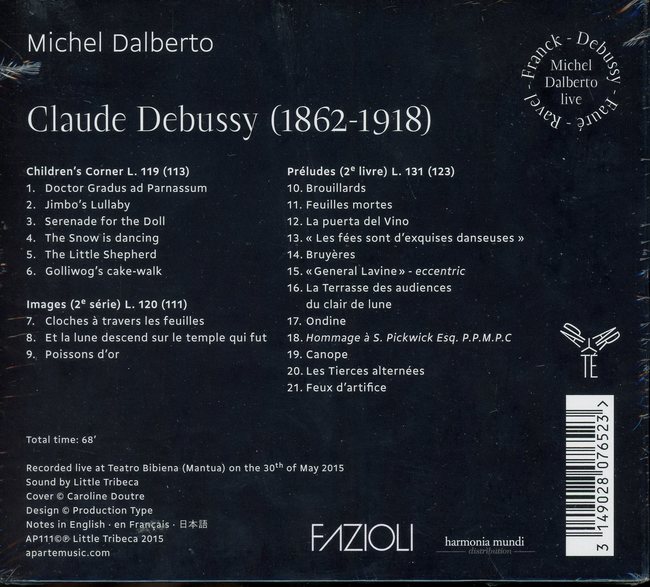 Michel Dalberto
Franck - Debussy - Fauré - Ravel -
Michel
Dalberto
live
Claude Debussy (1862-1918)
Children's Corner L. 119 (113)
1. Doctor Gradus ad Parnassum
2. Jimbo's Lullaby
3. Serenade for the Doll
4. The Snow is dancing
5. The Little Shepherd
6. Golliwog's cake-walk
Images (2e série) L. 120 (111)
7. Cloches à travers les feuilles
8. Et la lune descend sur le temple qui fut
9. Poissons d'or
Préludes (2e livre) L. 131 (123)
10. Brouillards
11. Feuilles mortes
12. La puerta del Vino
13. « Les fées sont d'exquises danseuses »
14. Bruyères
15. « General Lavine » - eccentric
16. La Terrasse des audiences
du clair de lune
17. Ondine
18. Hommage à S. Pickwick Esq. P.P.M.P.C
19. Canope
20. Les Tierces alternées
21. Feux d'artifice
Total time: 68'
Recorded live at Teatro Bibiena (Mantua) on the 30th of May 2015
Sound by Little Tribeca
Cover © Caroline Doutre
Design © Production Type
Notes in English · en Français · 日本語
AP111©℗ Little Tribeca 2015
apartemusic.com
FAZIOLI
harmonia mundi
distribution
APARTE
3 149028 076523 >